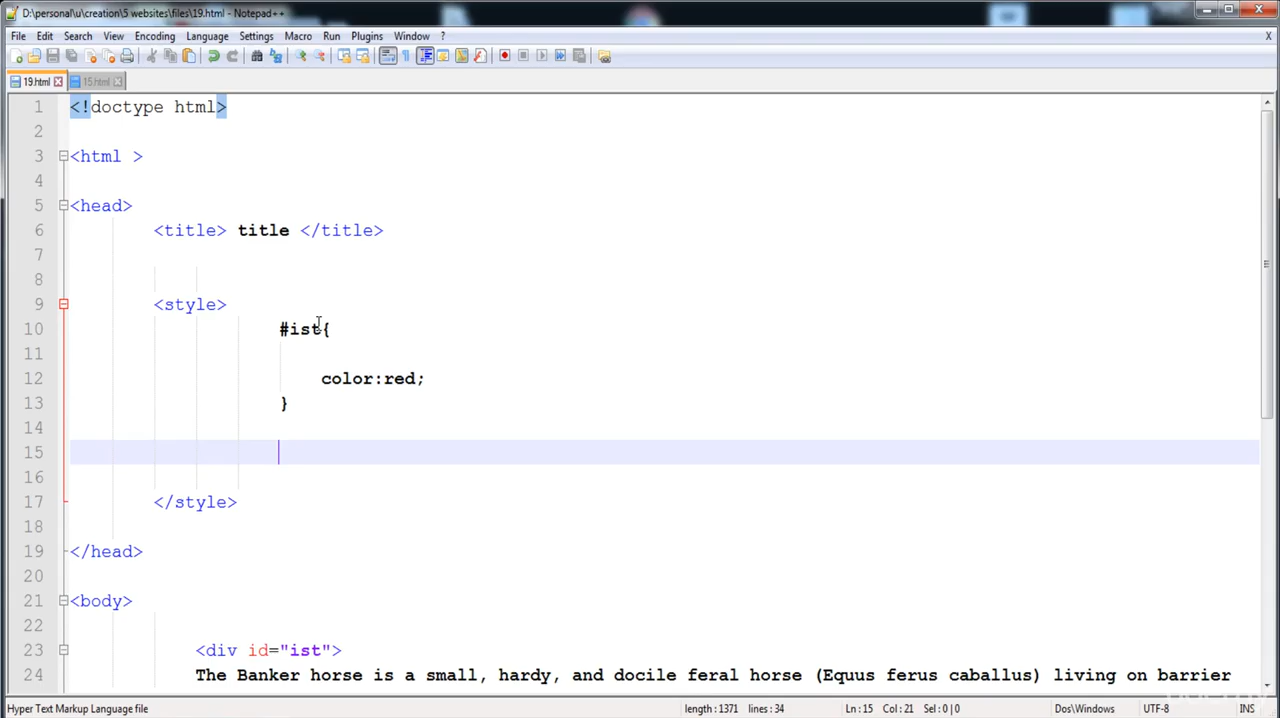 D:\personal\u\creation\5 websites\files\19.html - Notepad++
File Edit Search View Encoding Language Settings Macro Run Plugins Window ? X
19.html 15.html
1 <!doctype html>
2
3 <html >
4
5 <head>
6 <title> title </title>
7
8
9 <style>
10 #ist{
11
12 color:red;
13 }
14
15
16
17 </style>
18
19 </head>
20
21 <body>
22
23 <div id="ist">
24 The Banker horse is a small, hardy, and docile feral horse (Equus ferus caballus) living on barrier
Hyper Text Markup Language file length : 1371 lines : 34 Ln : 15 Col : 21 Sel : 0 | 0 Dos\Windows UTF-8 INS